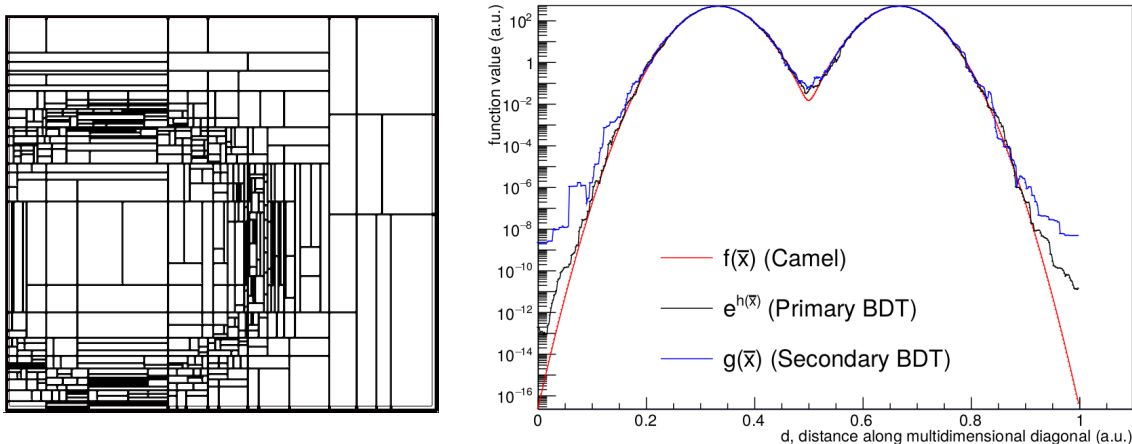 function value (a.u.)
10²
1
10⁻²
10⁻⁴
10⁻⁶
10⁻⁸
10⁻¹⁰
10⁻¹²
10⁻¹⁴
10⁻¹⁶
f(x̅) (Camel)
e^h(x̅) (Primary BDT)
g(x̅) (Secondary BDT)
0 0.2 0.4 0.6 0.8 1
d, distance along multidimensional diagonal (a.u.)